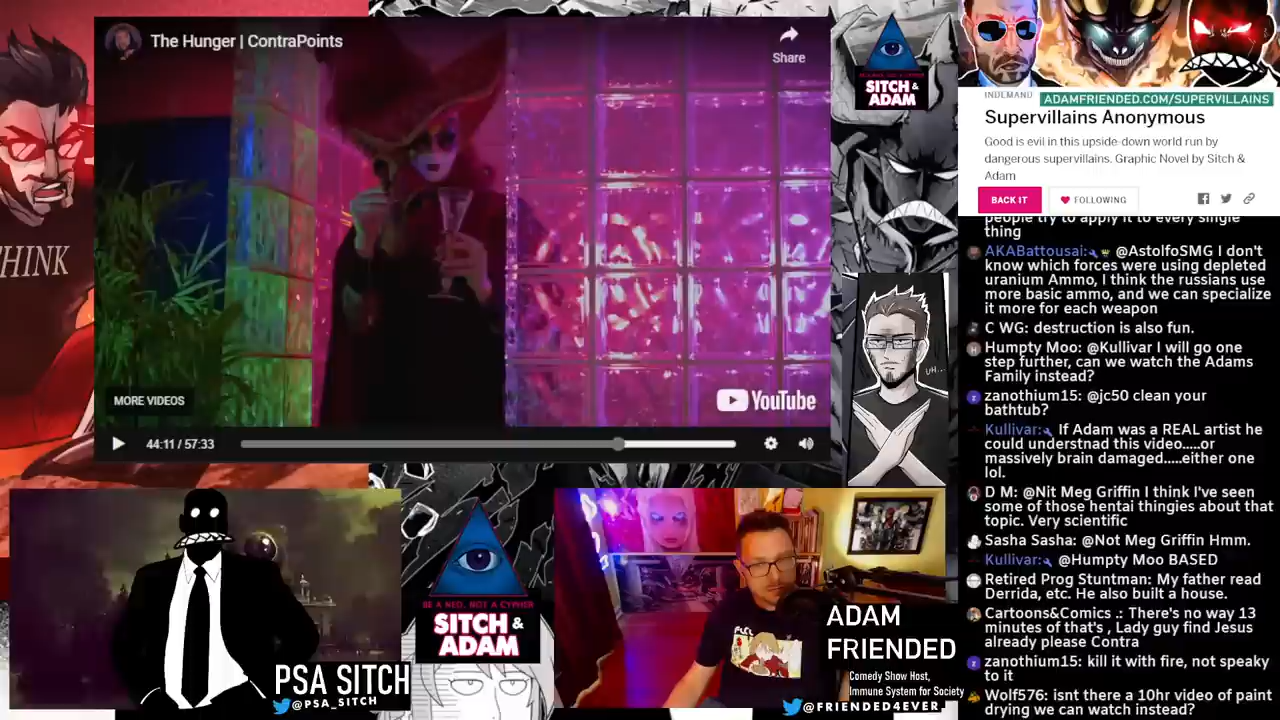 The Hunger | ContraPoints
Share
MORE VIDEOS
YouTube
44:11 / 57:33
THINK
SITCH &
ADAM
UH...
INDEMAND
ADAMFRIENDED.COM/SUPERVILLAINS
Supervillains Anonymous
Good is evil in this upside-down world run by
dangerous supervillains. Graphic Novel by Sitch &
Adam
BACK IT
FOLLOWING
people try to apply it to every single
thing
AKABattousai: @AstolfoSMG I don't
know which forces were using depleted
uranium Ammo, I think the russians use
more basic ammo, and we can specialize
it more for each weapon
C WG: destruction is also fun.
Humpty Moo: @Kullivar I will go one
step further, can we watch the Adams
Family instead?
zanothium15: @jc50 clean your
bathtub?
Kullivar: If Adam was a REAL artist he
could understnad this video.....or
massively brain damaged.....either one
lol.
D M: @Nit Meg Griffin I think I've seen
some of those hentai thingies about that
topic. Very scientific
Sasha Sasha: @Not Meg Griffin Hmm.
Kullivar: @Humpty Moo BASED
Retired Prog Stuntman: My father read
Derrida, etc. He also built a house.
Cartoons&Comics .: There's no way 13
minutes of that's , Lady guy find Jesus
already please Contra
zanothium15: kill it with fire, not speaky
to it
Wolf576: isnt there a 10hr video of paint
drying we can watch instead?
PSA SITCH
@PSA_SITCH
BE A NEO, NOT A CYPHER
SITCH &
ADAM
ADAM
FRIENDED
Comedy Show Host,
Immune System for Society
@FRIENDED4EVER